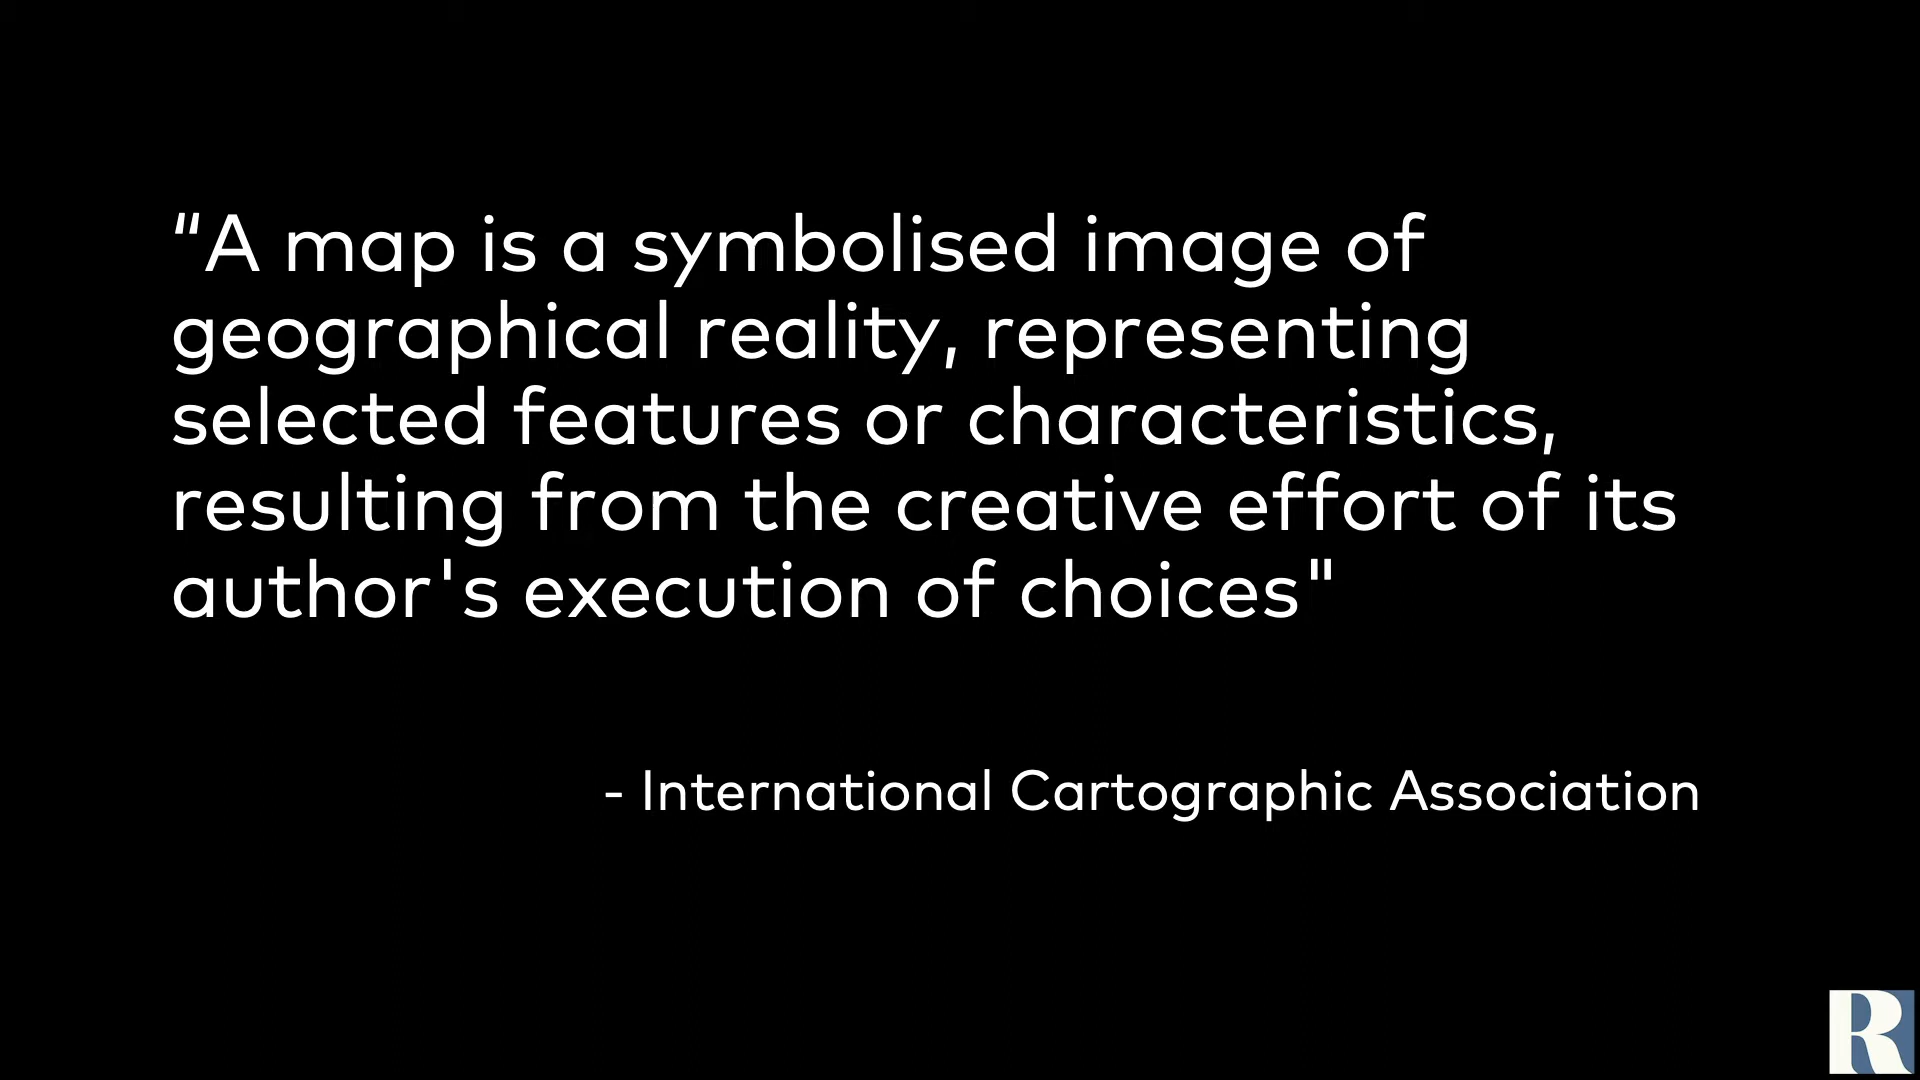 “A map is a symbolised image of
geographical reality, representing
selected features or characteristics,
resulting from the creative effort of its
author's execution of choices"
- International Cartographic Association
R